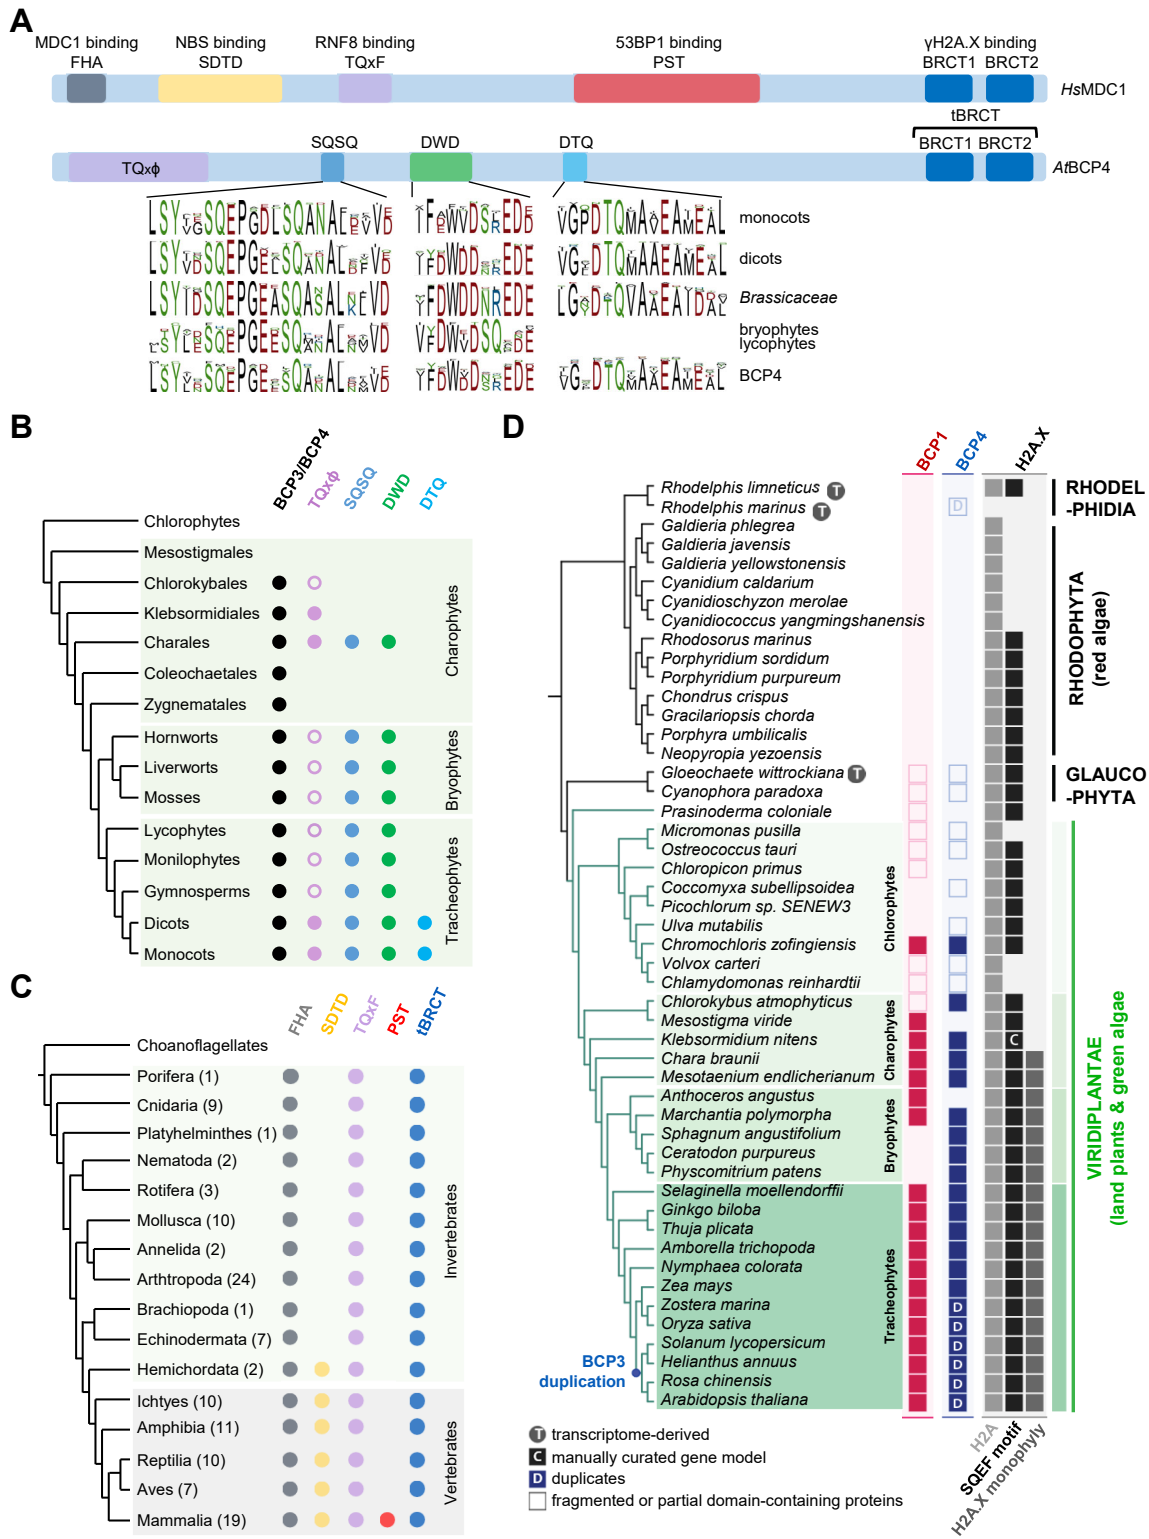 A
MDC1 binding
FHA
NBS binding
SDTD
RNF8 binding
TQxF
53BP1 binding
PST
γH2A.X binding
BRCT1 BRCT2
HsMDC1
tBRCT
BRCT1 BRCT2
SQSQ
DWD
DTQ
TQxϕ
AtBCP4
monocots
dicots
Brassicaceae
bryophytes
lycophytes
BCP4
B
BCP3/BCP4
TQxϕ
SQSQ
DWD
DTQ
Chlorophytes
Mesostigmales
Chlorokybales
Klebsormidiales
Charales
Coleochaetales
Zygnematales
Charophytes
Hornworts
Liverworts
Mosses
Bryophytes
Lycophytes
Monilophytes
Gymnosperms
Dicots
Monocots
Tracheophytes
C
FHA
SDTD
TQxF
PST
tBRCT
Choanoflagellates
Porifera (1)
Cnidaria (9)
Platyhelminthes (1)
Nematoda (2)
Rotifera (3)
Mollusca (10)
Annelida (2)
Arthtropoda (24)
Brachiopoda (1)
Echinodermata (7)
Hemichordata (2)
Invertebrates
Ichtyes (10)
Amphibia (11)
Reptilia (10)
Aves (7)
Mammalia (19)
Vertebrates
D
BCP1
BCP4
H2A.X
Rhodelphis limneticus T
Rhodelphis marinus T
D
Galdieria phlegrea
Galdieria javensis
Galdieria yellowstonensis
Cyanidium caldarium
Cyanidioschyzon merolae
Cyanidiococcus yangmingshanensis
Rhodosorus marinus
Porphyridium sordidum
Porphyridium purpureum
Chondrus crispus
Gracilariopsis chorda
Porphyra umbilicalis
Neopyropia yezoensis
Gloeochaete wittrockiana T
Cyanophora paradoxa
Prasinoderma coloniale
Micromonas pusilla
Ostreococcus tauri
Chloropicon primus
Coccomyxa subellipsoidea
Picochlorum sp. SENEW3
Ulva mutabilis
Chromochloris zofingiensis
Volvox carteri
Chlamydomonas reinhardtii
Chlorokybus atmophyticus
Mesostigma viride
Klebsormidium nitens
C
Chara braunii
Mesotaenium endlicherianum
Anthoceros angustus
Marchantia polymorpha
Sphagnum angustifolium
Ceratodon purpureus
Physcomitrium patens
Selaginella moellendorffii
Ginkgo biloba
Thuja plicata
Amborella trichopoda
Nymphaea colorata
Zea mays
Zostera marina
D
Oryza sativa
D
Solanum lycopersicum
D
Helianthus annuus
D
Rosa chinensis
D
Arabidopsis thaliana
D
Chlorophytes
Charophytes
Bryophytes
Tracheophytes
RHODEL
-PHIDIA
RHODOPHYTA
(red algae)
GLAUCO
-PHYTA
VIRIDIPLANTAE
(land plants & green algae
BCP3
duplication
T transcriptome-derived
C manually curated gene model
D duplicates
fragmented or partial domain-containing proteins
H2A
SQEF motif
H2A.X monophyly